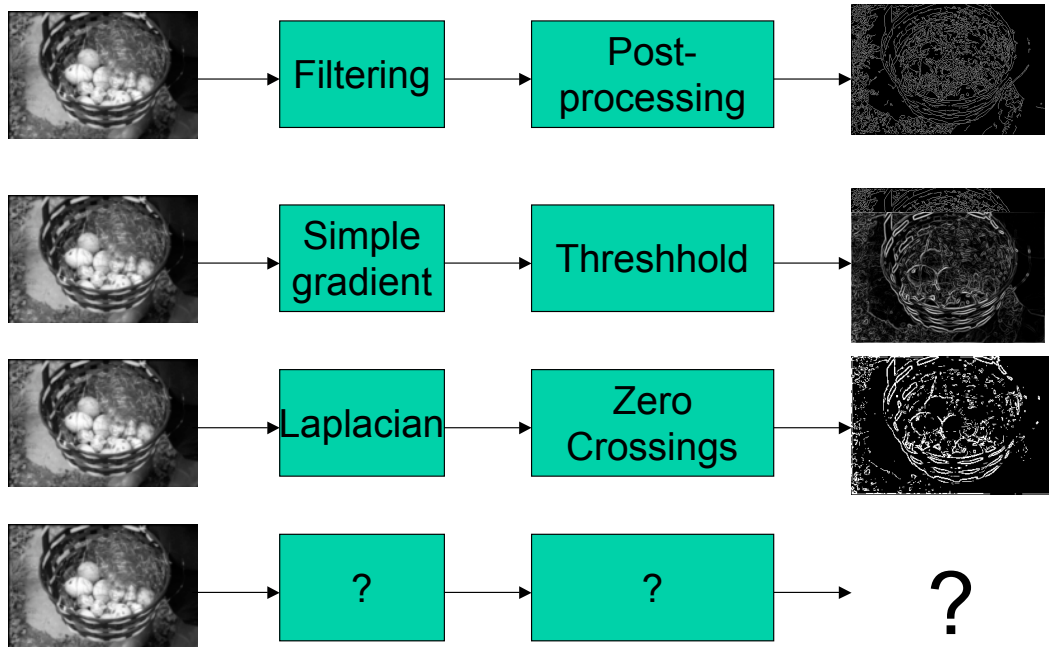 Filtering
Post-
processing
Simple
gradient
Threshhold
Laplacian
Zero
Crossings
?
?
?